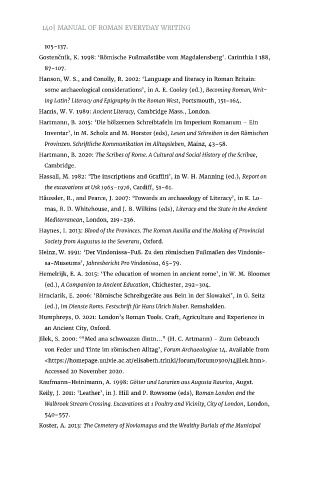 140| MANUAL OF ROMAN EVERYDAY WRITING
105–137.
Gostenčnik, K. 1998: ‘Römische Fußmaßstäbe vom Magdalensberg’. Carinthia I 188,
87–107.
Hanson, W. S., and Conolly, R. 2002: ‘Language and literacy in Roman Britain:
some archaeological considerations’, in A. E. Cooley (ed.), Becoming Roman, Writ-
ing Latin? Literacy and Epigraphy in the Roman West, Portsmouth, 151–164.
Harris, W. V. 1989: Ancient Literacy, Cambridge Mass., London.
Hartmann, B. 2015: ‘Die hölzernen Schreibtafeln im Imperium Romanum – Ein
Inventar’, in M. Scholz and M. Horster (eds), Lesen und Schreiben in den Römischen
Provinzen. Schriftliche Kommunikation im Alltagsleben, Mainz, 43–58.
Hartmann, B. 2020: The Scribes of Rome. A Cultural and Social History of the Scribae,
Cambridge.
Hassall, M. 1982: ‘The inscriptions and Graffiti’, in W. H. Manning (ed.), Report on
the excavations at Usk 1965–1976, Cardiff, 51–61.
Häussler, R., and Pearce, J. 2007: ‘Towards an archaeology of Literacy’, in K. Lo-
mas, R. D. Whitehouse, and J. B. Wilkins (eds), Literacy and the State in the Ancient
Mediterranean, London, 219–236.
Haynes, I. 2013: Blood of the Provinces. The Roman Auxilia and the Making of Provincial
Society from Augustus to the Severans, Oxford.
Heinz, W. 1991: ‘Der Vindonissa-Fuß. Zu den römischen Fußmaßen des Vindonis-
sa-Museums’, Jahresbericht Pro Vindonissa, 65–79.
Hemelrijk, E. A. 2015: ‘The education of women in ancient rome’, in W. M. Bloomer
(ed.), A Companion to Ancient Education, Chichester, 292–304.
Hrnciarik, E. 2006: ‘Römische Schreibgeräte aus Bein in der Slowakei’, in G. Seitz
(ed.), Im Dienste Roms. Festschrift für Hans Ulrich Nuber. Remshalden.
Humphreys, O. 2021: London’s Roman Tools. Craft, Agriculture and Experience in
an Ancient City, Oxford.
Jilek, S. 2000: ‘“Med ana schwoazzn dintn...” (H. C. Artmann) – Zum Gebrauch
von Feder und Tinte im römischen Alltag’, Forum Archaeologiae 14. Available from
<https://homepage.univie.ac.at/elisabeth.trinkl/forum/forum0300/14jilek.htm>.
Accessed 20 November 2020.
Kaufmann-Heinimann, A. 1998: Götter und Lararien aus Augusta Raurica, Augst.
Keily, J. 2011: ‘Leather’, in J. Hill and P. Rowsome (eds), Roman London and the
Walbrook Stream Crossing. Excavations at 1 Poultry and Vicinity, City of London, London,
540–557.
Koster, A. 2013: The Cemetery of Noviomagus and the Wealthy Burials of the Municipal